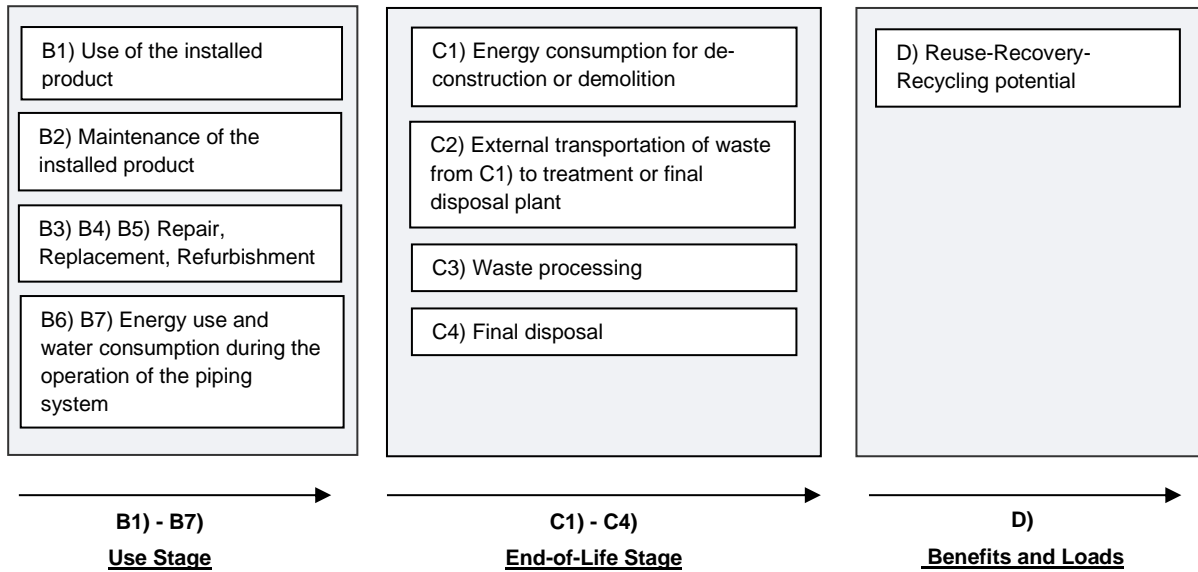 B1) Use of the installed
product
B2) Maintenance of the
installed product
B3) B4) B5) Repair,
Replacement, Refurbishment
B6) B7) Energy use and
water consumption during the
operation of the piping
system
B1) - B7)
Use Stage
C1) Energy consumption for de-
construction or demolition
C2) External transportation of waste
from C1) to treatment or final
disposal plant
C3) Waste processing
C4) Final disposal
C1) - C4)
End-of-Life Stage
D) Reuse-Recovery-
Recycling potential
D)
Benefits and Loads